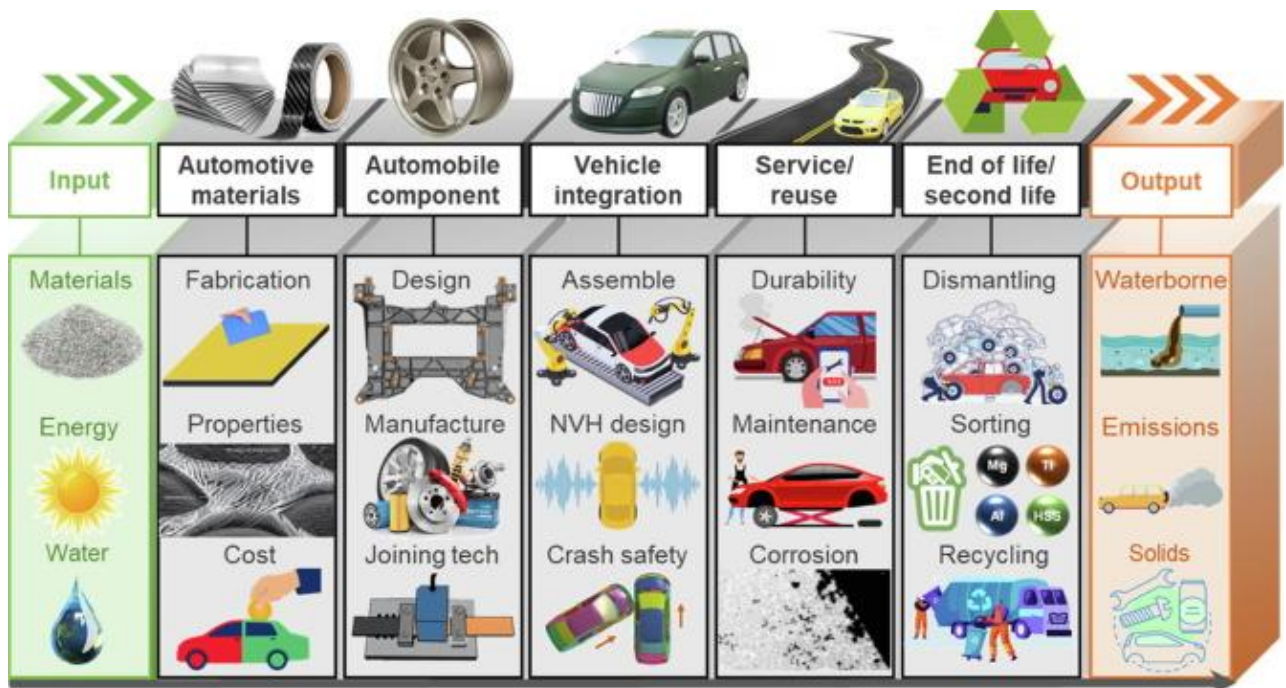 Input
Automotive
materials
Automobile
component
Vehicle
integration
Service/
reuse
End of life/
second life
Output
Materials
Energy
Water
Fabrication
Properties
Cost
Design
Manufacture
Joining tech
Assemble
NVH design
Crash safety
Durability
Maintenance
Corrosion
Dismantling
Sorting
Mg
Ti
Al
HSS
Recycling
Waterborne
Emissions
Solids